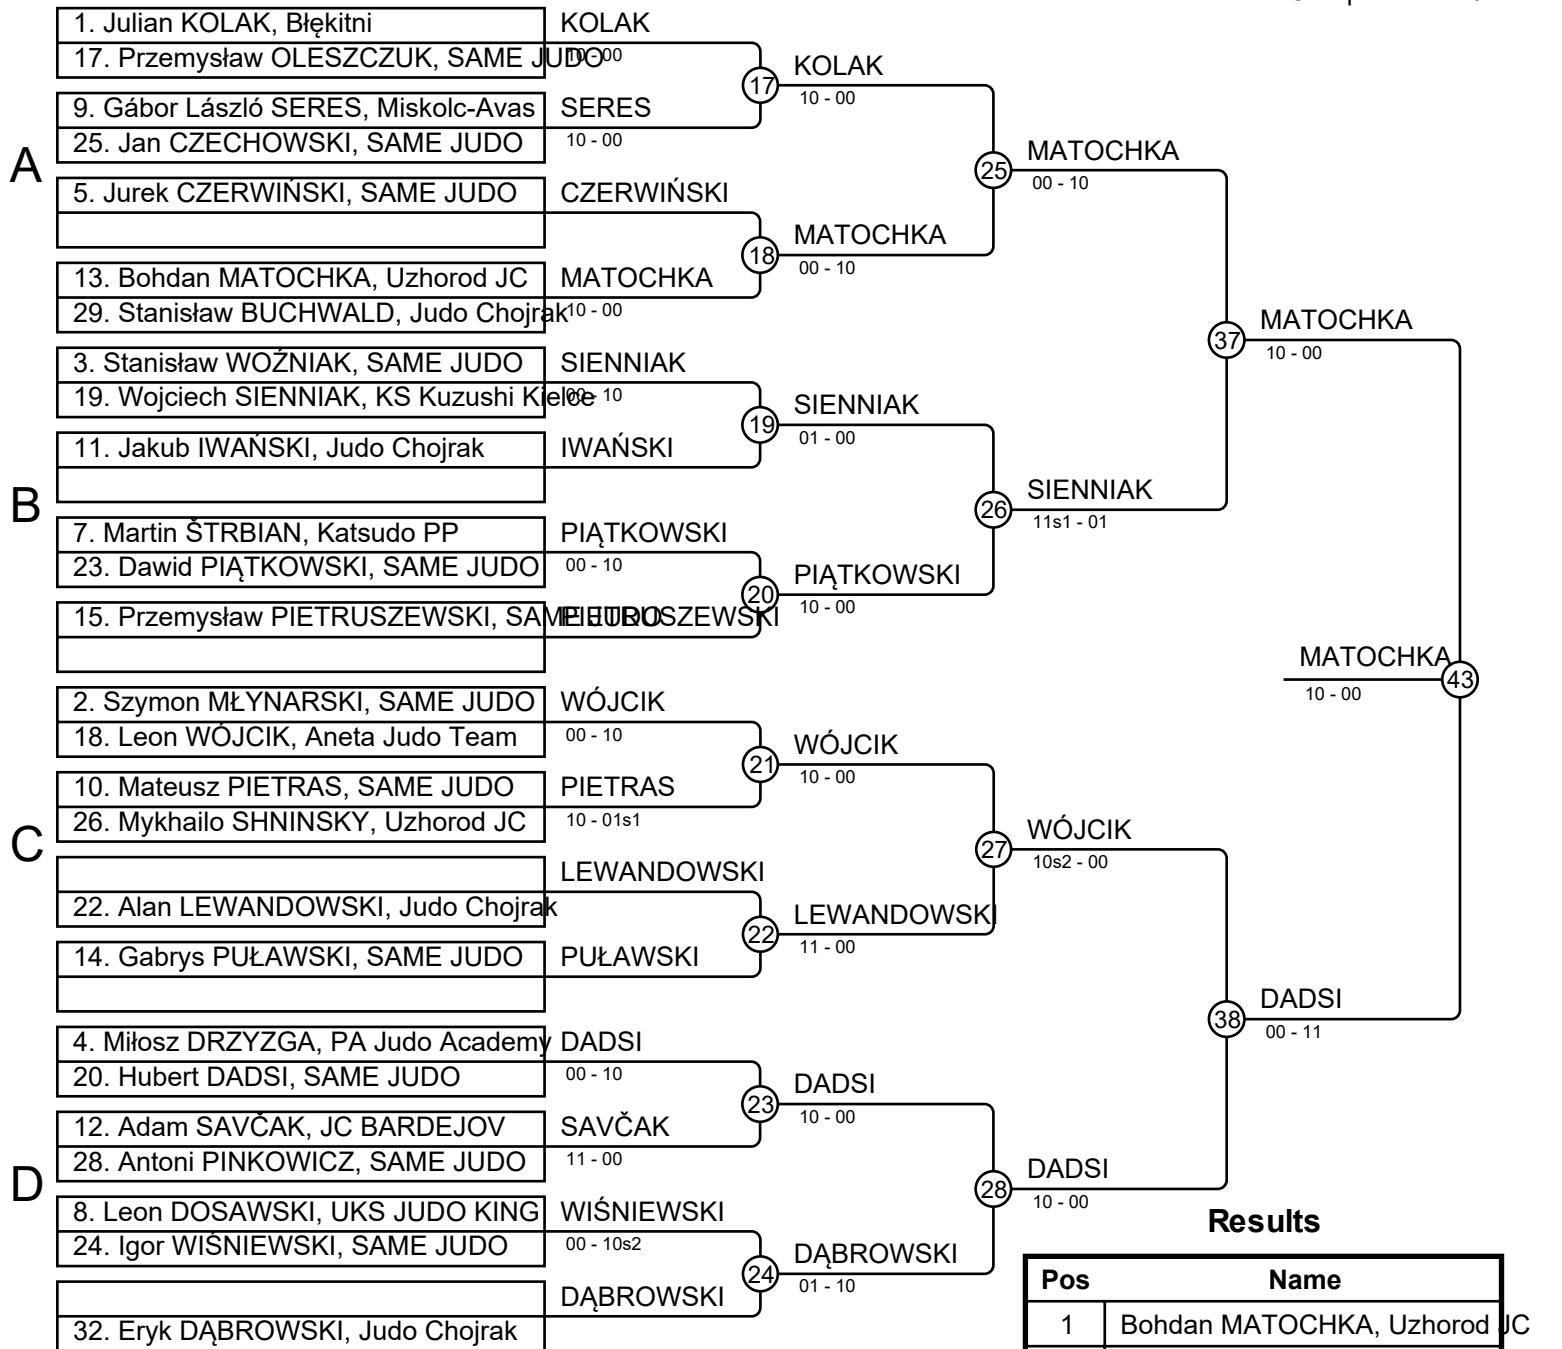 1. Julian KOLAK, Błękitni
17. Przemysław OLESZCZUK, SAME JUDO
9. Gábor László SERES, Miskolc-Avas
25. Jan CZECHOWSKI, SAME JUDO
A
5. Jurek CZERWIŃSKI, SAME JUDO
13. Bohdan MATOCHKA, Uzhorod JC
29. Stanisław BUCHWALD, Judo Chojrak
3. Stanisław WOŹNIAK, SAME JUDO
19. Wojciech SIENNIAK, KS Kuzushi Kielce
11. Jakub IWAŃSKI, Judo Chojrak
B
7. Martin ŠTRBIAN, Katsudo PP
23. Dawid PIĄTKOWSKI, SAME JUDO
15. Przemysław PIETRUSZEWSKI, SAME JUDO
2. Szymon MŁYNARSKI, SAME JUDO
18. Leon WÓJCIK, Aneta Judo Team
10. Mateusz PIETRAS, SAME JUDO
26. Mykhailo SHNINSKY, Uzhorod JC
C
22. Alan LEWANDOWSKI, Judo Chojrak
14. Gabrys PUŁAWSKI, SAME JUDO
4. Miłosz DRZYZGA, PA Judo Academy
20. Hubert DADSI, SAME JUDO
12. Adam SAVČAK, JC BARDEJOV
28. Antoni PINKOWICZ, SAME JUDO
D
8. Leon DOSAWSKI, UKS JUDO KING
24. Igor WIŚNIEWSKI, SAME JUDO
32. Eryk DĄBROWSKI, Judo Chojrak
KOLAK
10 - 00
SERES
10 - 00
CZERWIŃSKI
MATOCHKA
10 - 00
SIENNIAK
00 - 10
IWAŃSKI
PIĄTKOWSKI
00 - 10
PIETRUSZEWSKI
WÓJCIK
00 - 10
PIETRAS
10 - 01s1
LEWANDOWSKI
PUŁAWSKI
DADSI
00 - 10
SAVČAK
11 - 00
WIŚNIEWSKI
00 - 10s2
DĄBROWSKI
17
KOLAK
10 - 00
18
MATOCHKA
00 - 10
19
SIENNIAK
01 - 00
20
PIĄTKOWSKI
10 - 00
21
WÓJCIK
10 - 00
22
LEWANDOWSKI
11 - 00
23
DADSI
10 - 00
24
DĄBROWSKI
01 - 10
25
MATOCHKA
00 - 10
26
SIENNIAK
11s1 - 01
27
WÓJCIK
10s2 - 00
28
DADSI
10 - 00
37
MATOCHKA
10 - 00
38
DADSI
00 - 11
MATOCHKA
43
10 - 00
Results
Pos Name
1 Bohdan MATOCHKA, Uzhorod JC